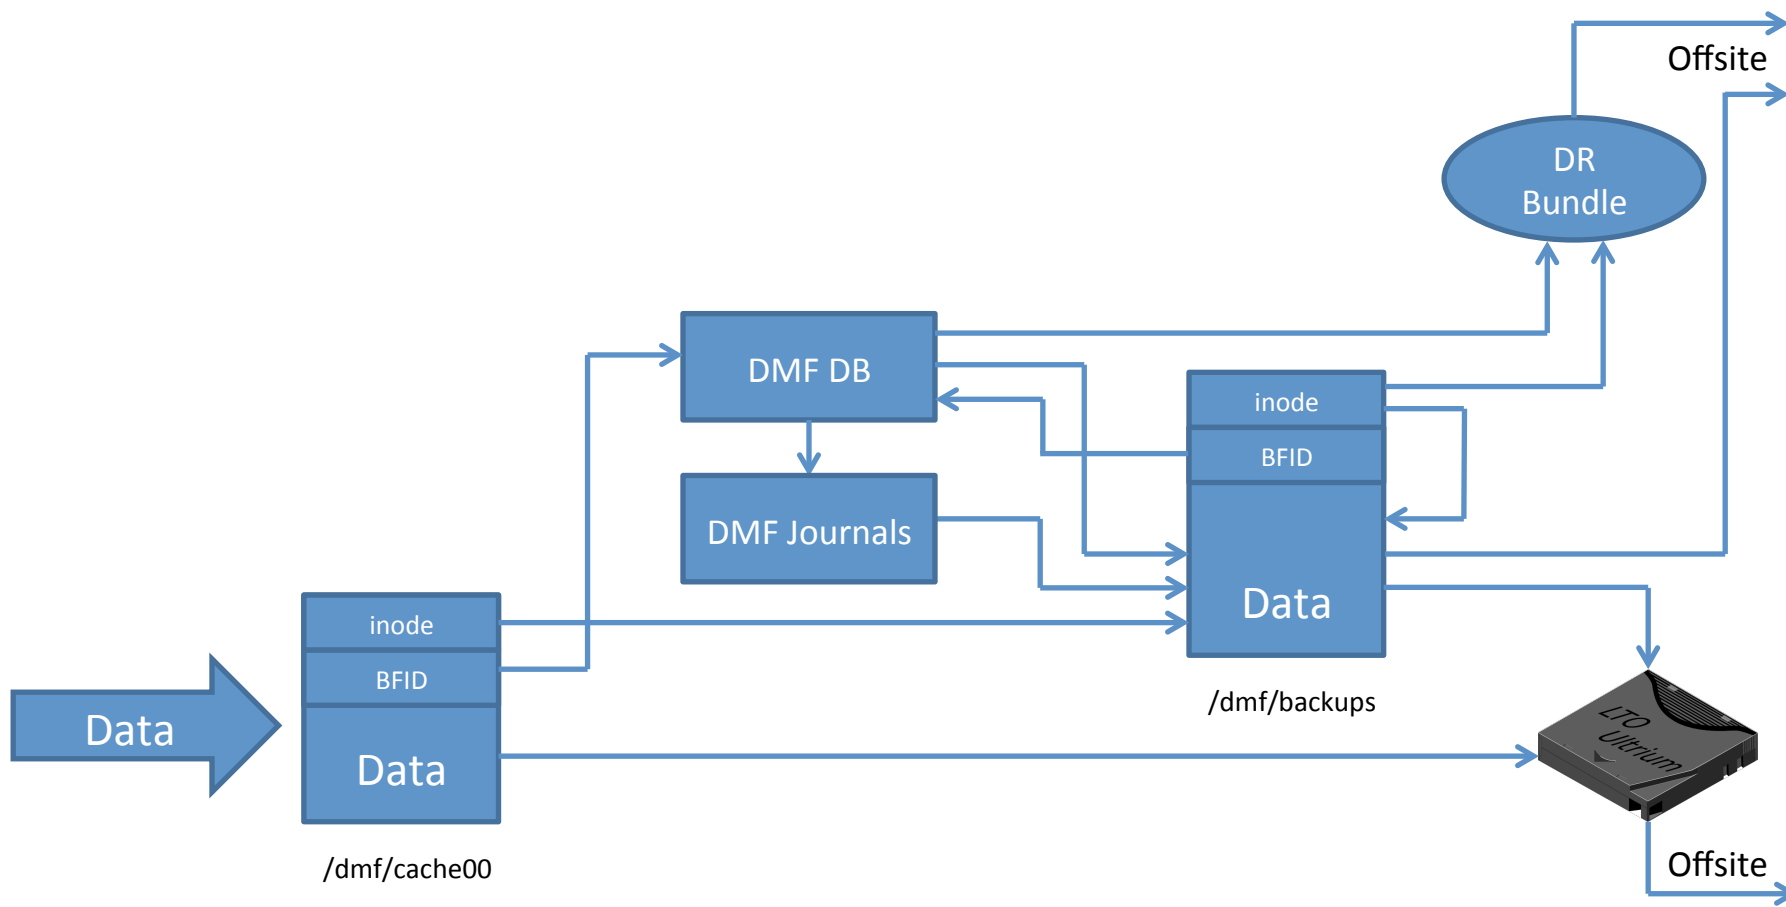 Offsite
DR
Bundle
DMF DB
inode
BFID
DMF Journals
Data
/dmf/backups
inode
BFID
Data
Data
/dmf/cache00
LTO
Ultrium
Offsite